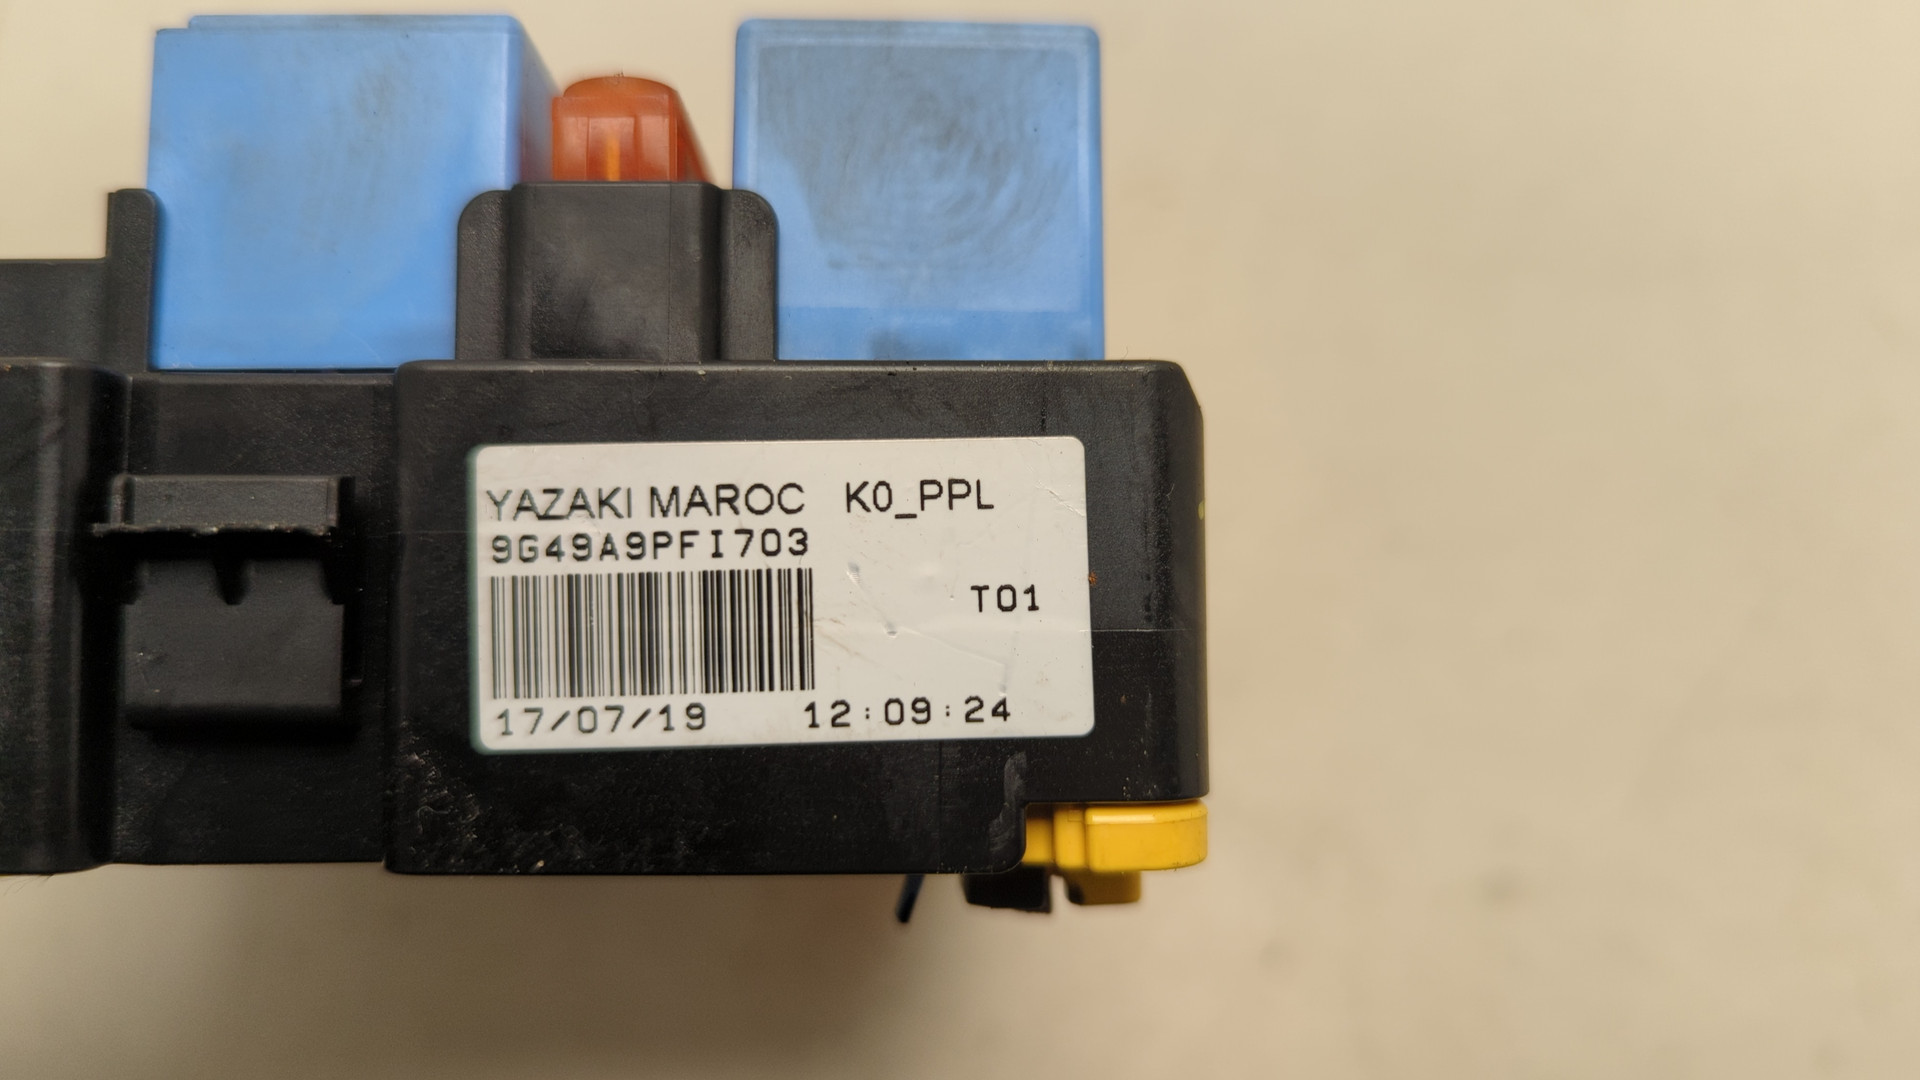 YAZAKI MAROC K0_PPL
9G49A9PFI703
T01
17/07/19 12:09:24